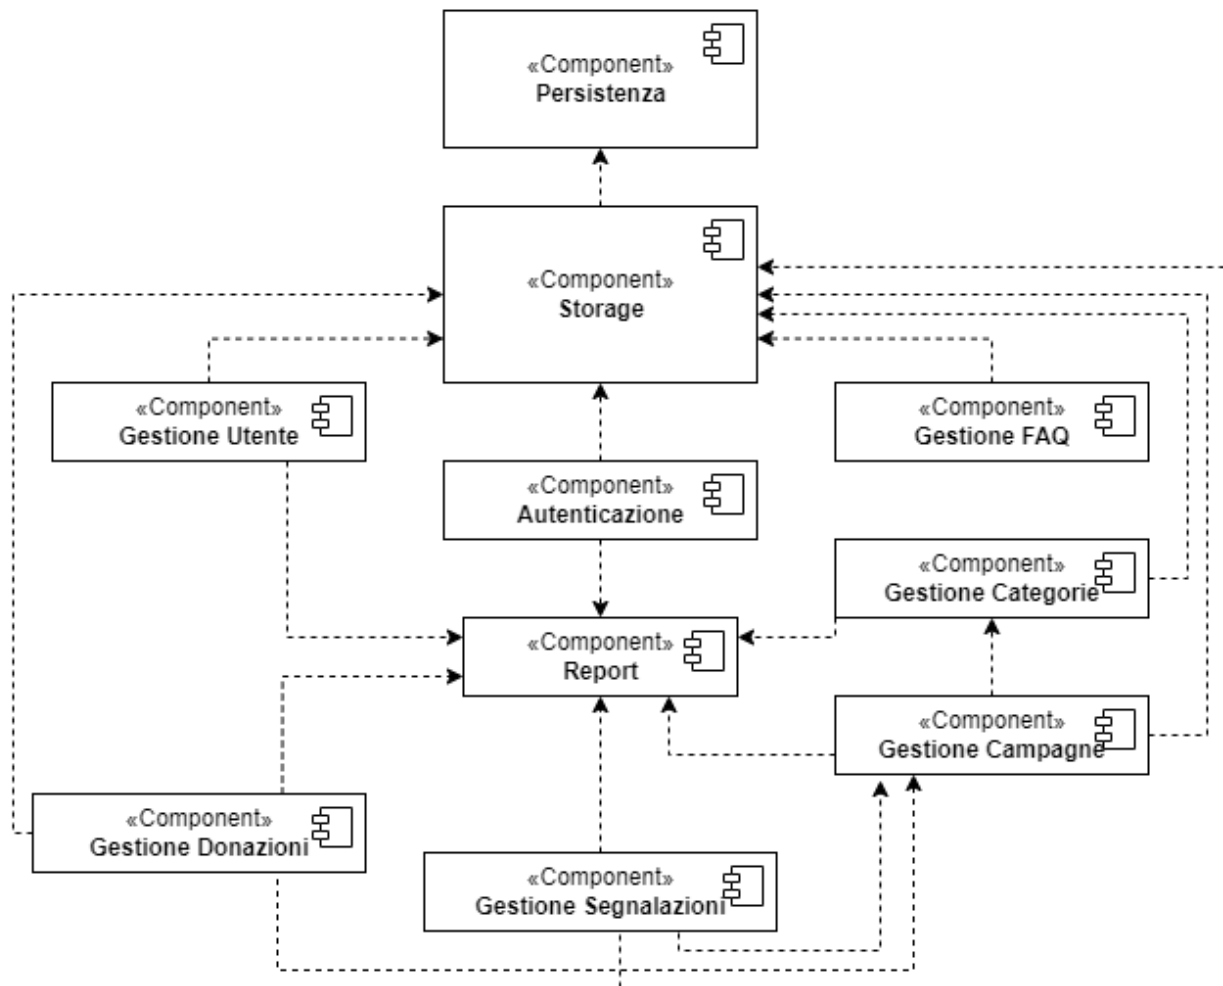 «Component»
Persistenza
«Component»
Storage
«Component»
Gestione Utente
«Component»
Gestione FAQ
«Component»
Autenticazione
«Component»
Gestione Categorie
«Component»
Report
«Component»
Gestione Campagne
«Component»
Gestione Donazioni
«Component»
Gestione Segnalazioni